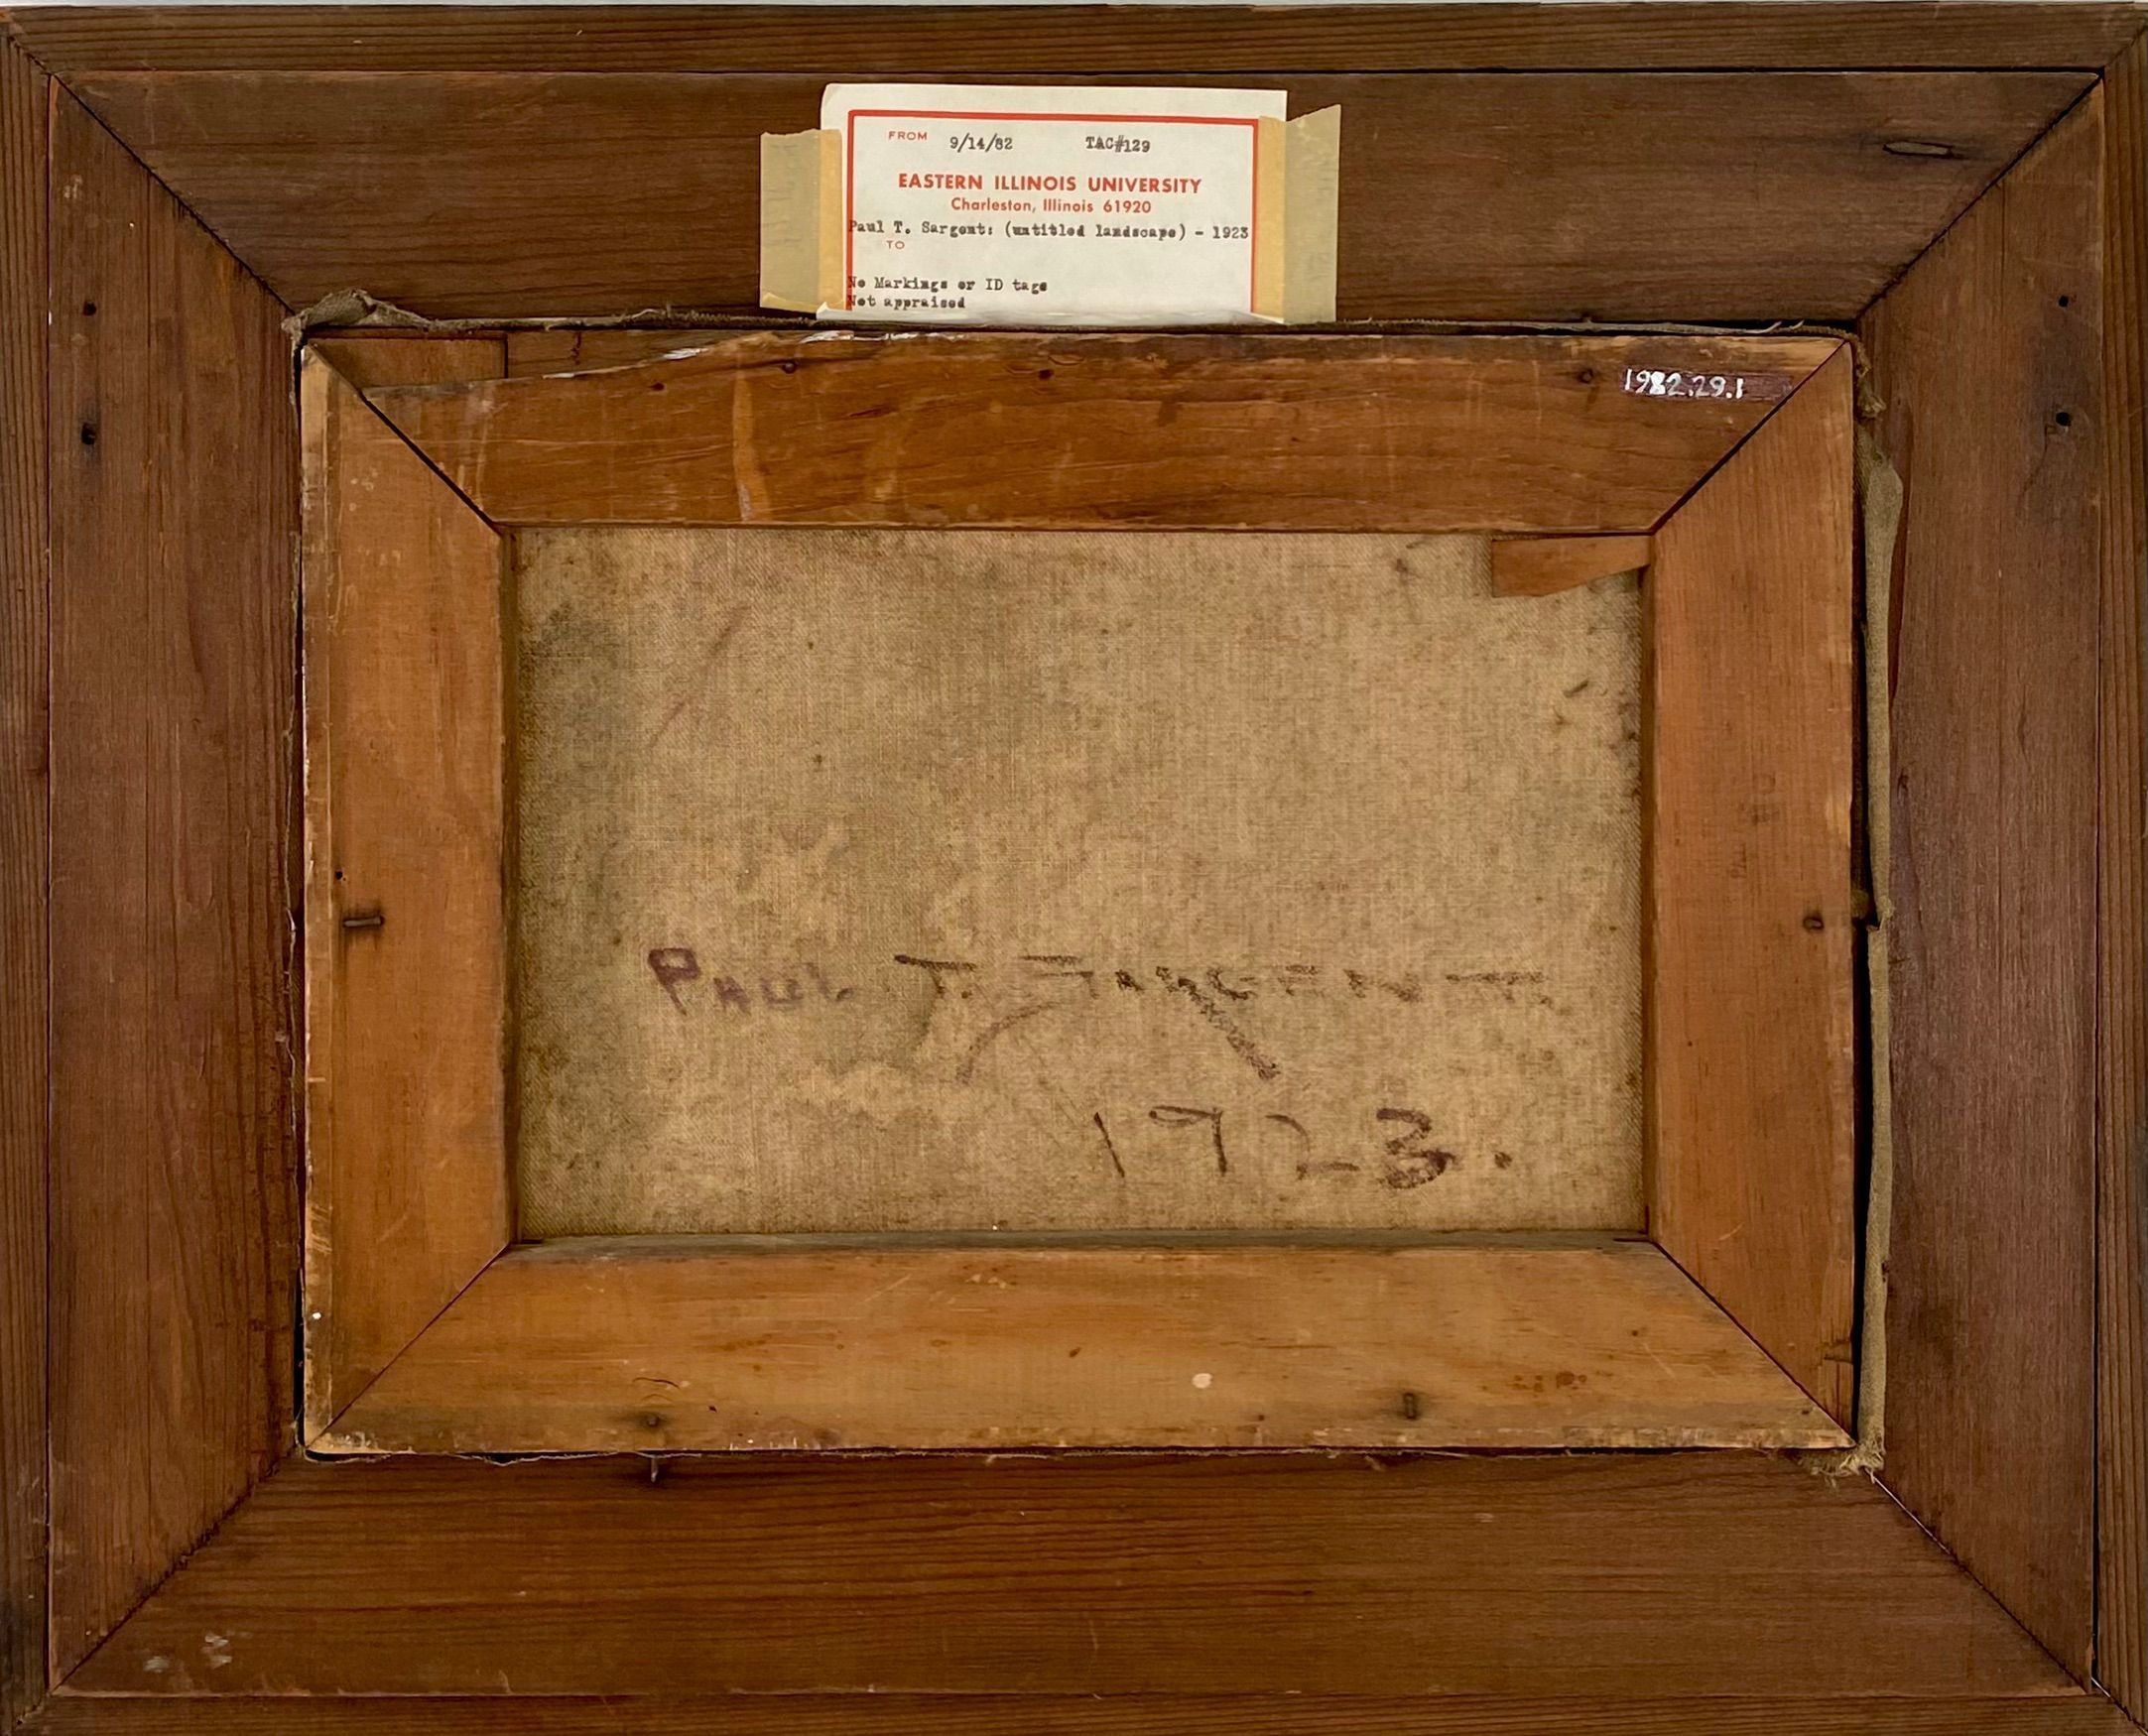 FROM 9/14/82 TAC#129
EASTERN ILLINOIS UNIVERSITY
Charleston, Illinois 61920
Paul T. Sargent: (untitled landscape) - 1923
TO
No Markings or ID tags
Not appraised
1982.29.1
PAUL T. SARGENT.
1923.